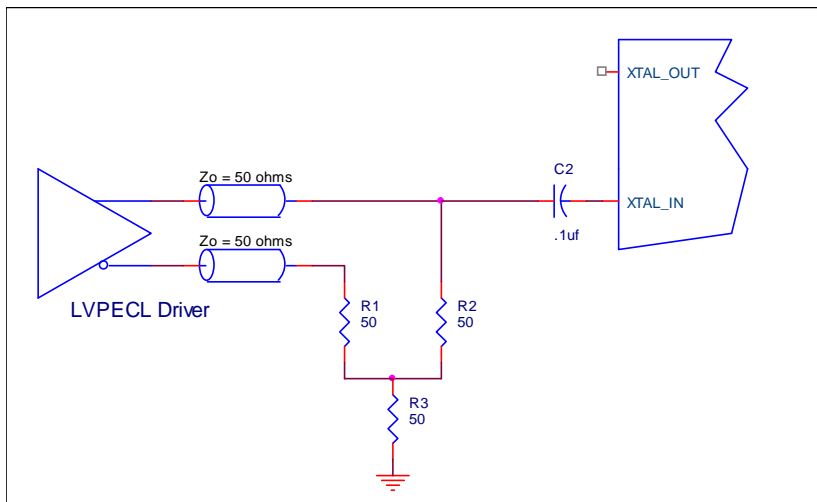 XTAL_OUT
C2
Zo = 50 ohms
XTAL_IN
.1uf
Zo = 50 ohms
LVPECL Driver
R1
50
R2
50
R3
50